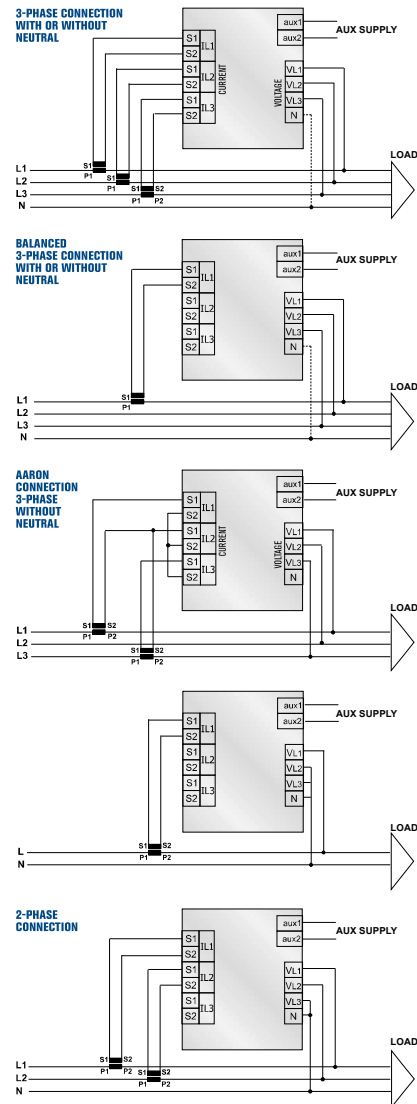 3-PHASE CONNECTION
WITH OR WITHOUT
NEUTRAL
S1 IL1 aux1
S2 aux2 AUX SUPPLY
S1 IL2 CURRENT VOLTAGE VL1
S2 VL2
S1 IL3 VL3
S2 N
LOAD
L1 S1
L2 P1 S1 S1 S2
L3 P1 P1 P2
N
BALANCED
3-PHASE CONNECTION
WITH OR WITHOUT
NEUTRAL
aux1 AUX SUPPLY
S1 IL1 aux2
S2
S1 IL2 VL1
S2 VL2
S1 IL3 VL3
S2 N
LOAD
L1 S1
L2 P1
L3
N
AARON
CONNECTION
3-PHASE
WITHOUT
NEUTRAL
aux1 AUX SUPPLY
S1 IL1 aux2
S2
S1 IL2 CURRENT VOLTAGE VL1
S2 VL2
S1 IL3 VL3
S2 N
LOAD
L1 S1 S2
L2 P1 P2 S1 S2
L3 P1 P2
aux1 AUX SUPPLY
S1 IL1 aux2
S2
S1 IL2 VL1
S2 VL2
S1 IL3 VL3
S2 N
LOAD
L S1 S2
N P1 P2
2-PHASE
CONNECTION
aux1 AUX SUPPLY
S1 IL1 aux2
S2
S1 IL2 VL1
S2 VL2
S1 IL3 VL3
S2 N
LOAD
L1 S1 S2
L2 P1 P2 S1 S2
N P1 P2